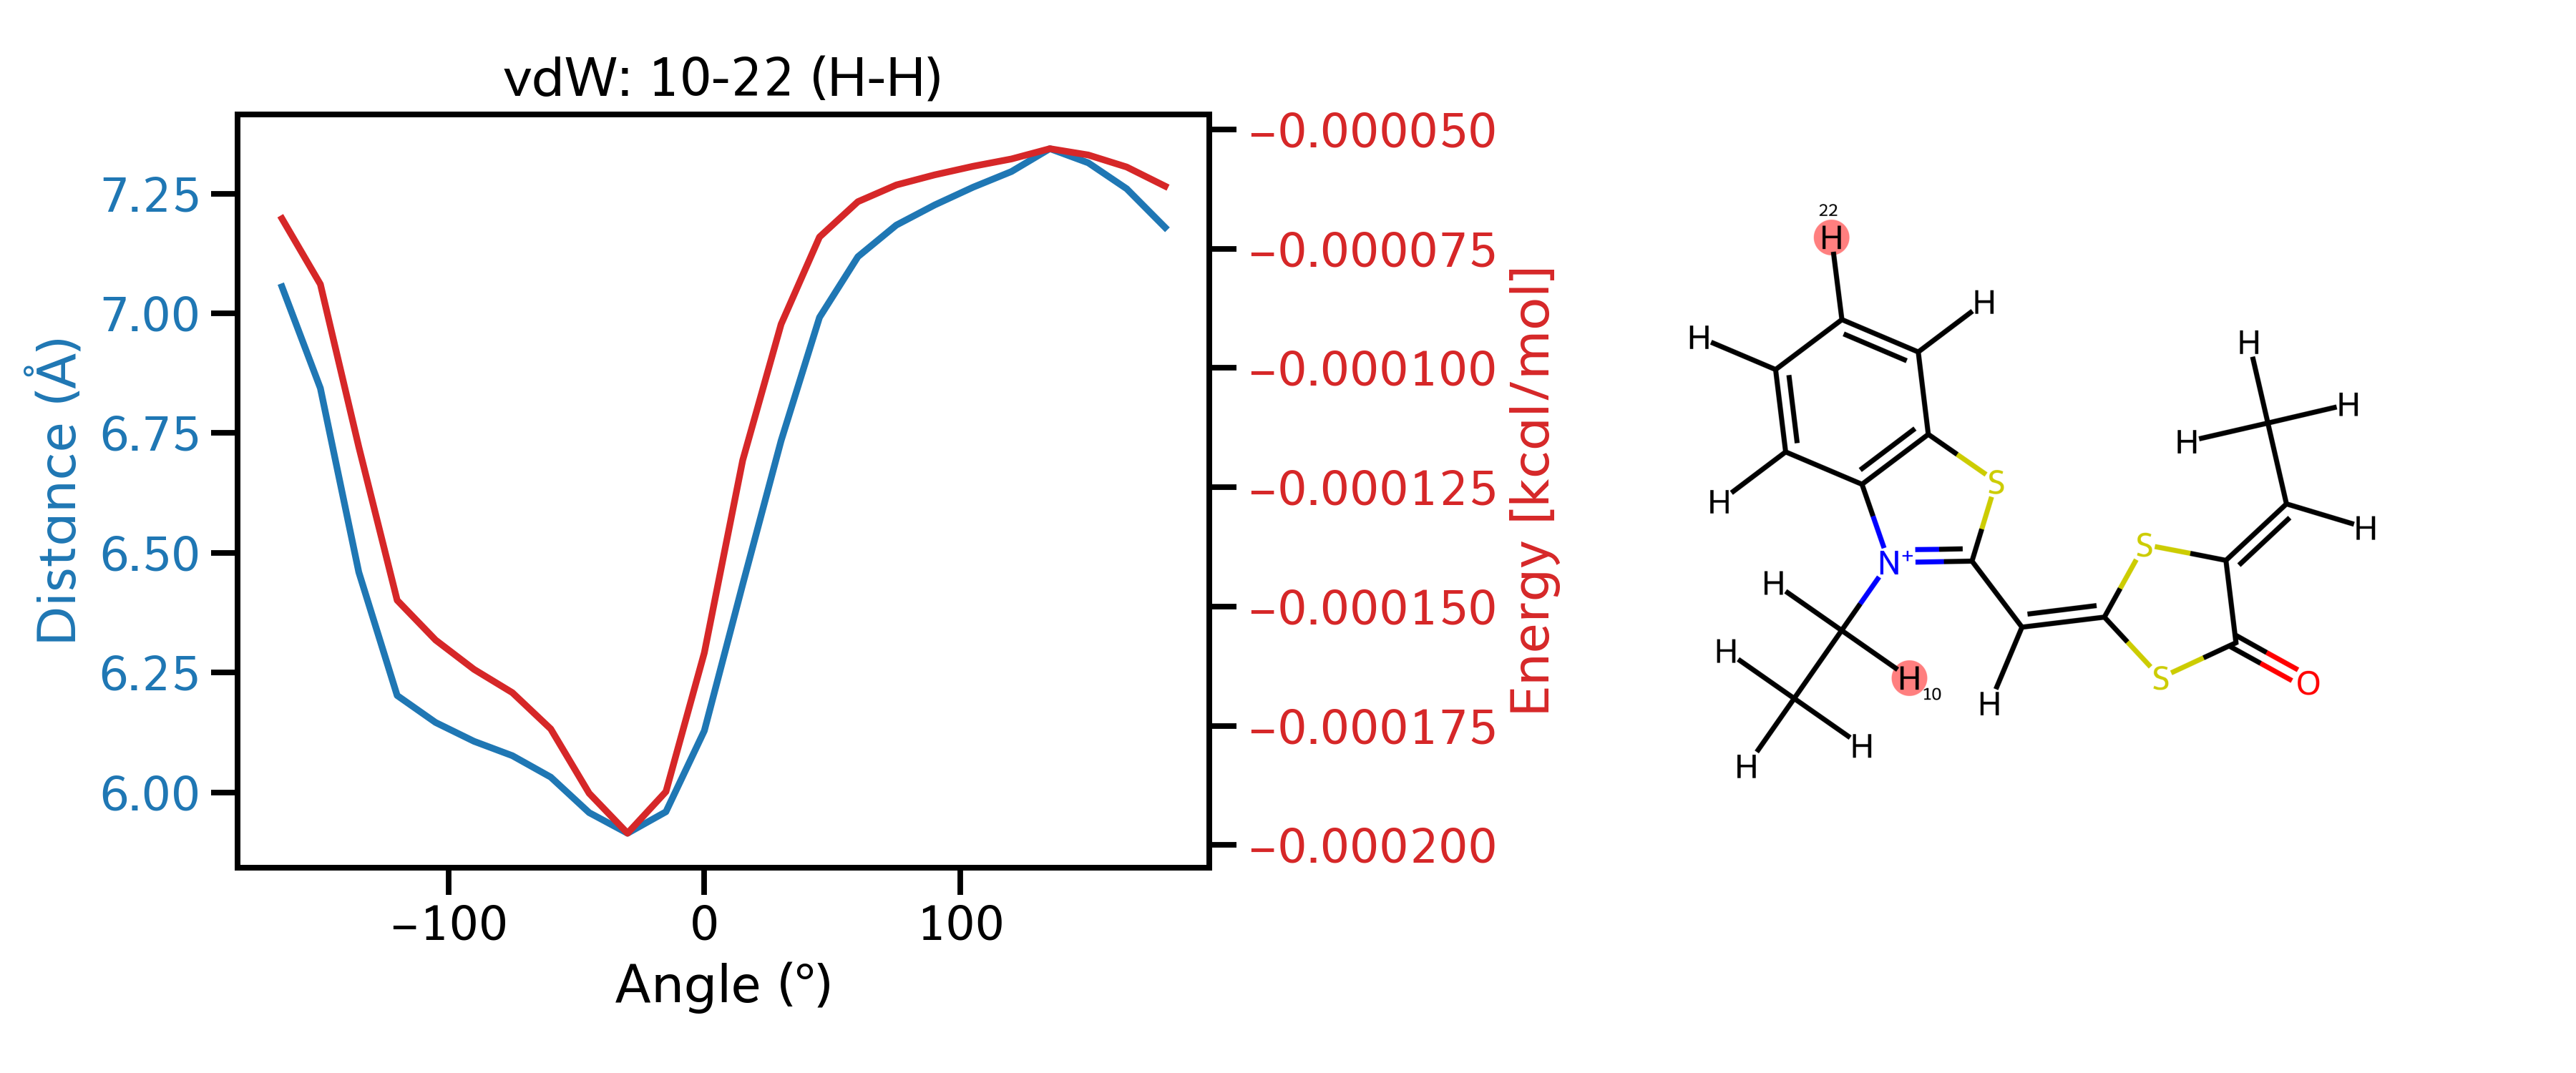 vdW: 10-22 (H-H)
7.25
7.00
6.75
6.50
6.25
6.00
Distance (Å)
−100
0
100
Angle (°)
−0.000050
−0.000075
−0.000100
−0.000125
−0.000150
−0.000175
−0.000200
Energy [kcal/mol]
22
H
H
H
H
H
H
H
S
H
H
S
N+
H
H
H
10
H
S
O
H
H